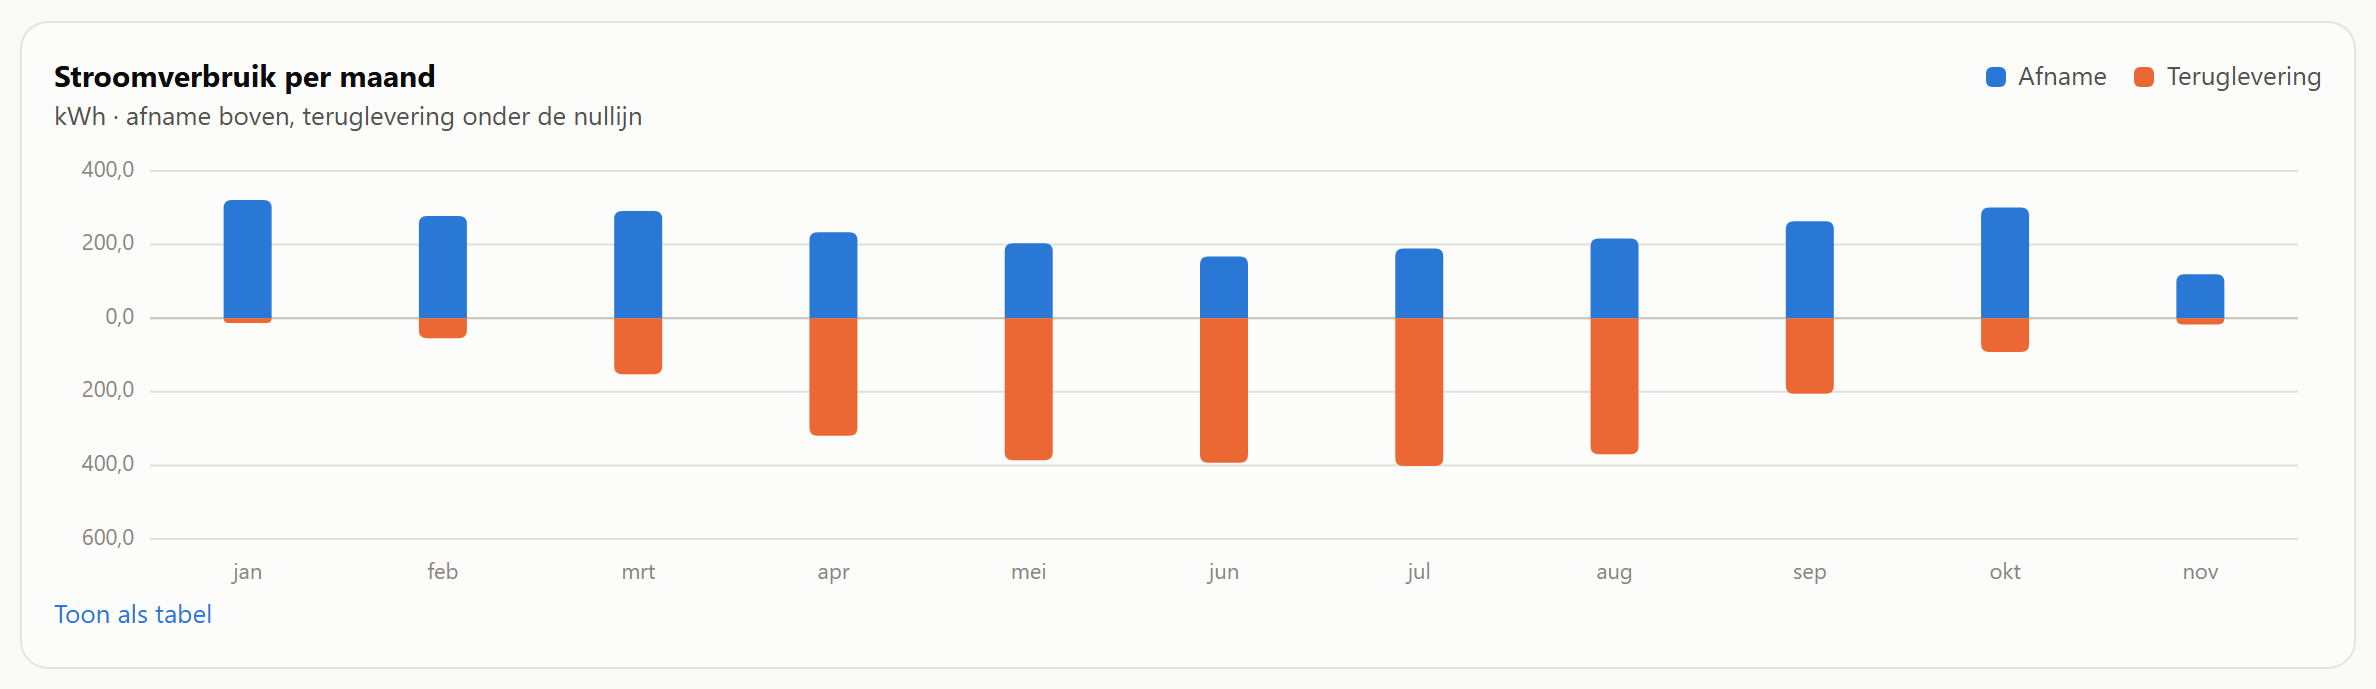 Stroomverbruik per maand
kWh · afname boven, teruglevering onder de nullijn
Afname
Teruglevering
400,0
200,0
0,0
200,0
400,0
600,0
jan feb mrt apr mei jun jul aug sep okt nov
Toon als tabel